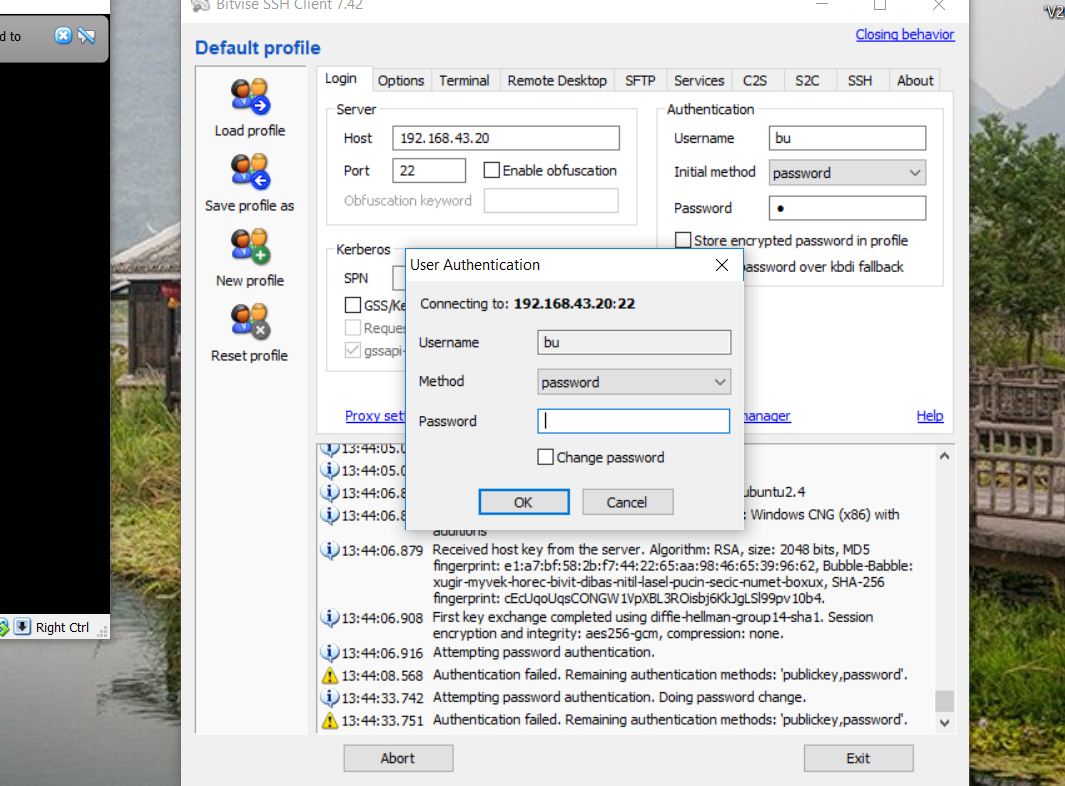 Bitvise SSH Client 7.42
'V2
d to
Default profile
Closing behavior
Load profile
Save profile as
New profile
Reset profile
Login
Options
Terminal
Remote Desktop
SFTP
Services
C2S
S2C
SSH
About
Server
Host
192.168.43.20
Port
22
Enable obfuscation
Obfuscation keyword
Authentication
Username
bu
Initial method
password
Password
●
Store encrypted password in profile
assword over kbdi fallback
Kerberos
SPN
GSS/Ke
Reques
gssapi-
Proxy sett
manager
Help
User Authentication
Connecting to: 192.168.43.20:22
Username
bu
Method
password
Password
Change password
OK
Cancel
13:44:05.0
13:44:05.0
13:44:06.8 ubuntu2.4
13:44:06.8 : Windows CNG (x86) with
additions
13:44:06.879 Received host key from the server. Algorithm: RSA, size: 2048 bits, MD5
fingerprint: e1:a7:bf:58:2b:f7:44:22:65:aa:98:46:65:39:96:62, Bubble-Babble:
xugir-myvek-horec-bivit-dibas-nitil-lasel-pucin-secic-numet-boxux, SHA-256
fingerprint: cEcUqoUqsCONGW1VpXBL3ROisbj6KkJgLSl99pv10b4.
13:44:06.908 First key exchange completed using diffie-hellman-group14-sha1. Session
encryption and integrity: aes256-gcm, compression: none.
13:44:06.916 Attempting password authentication.
13:44:08.568 Authentication failed. Remaining authentication methods: 'publickey,password'.
13:44:33.742 Attempting password authentication. Doing password change.
13:44:33.751 Authentication failed. Remaining authentication methods: 'publickey,password'.
Abort
Exit
Right Ctrl